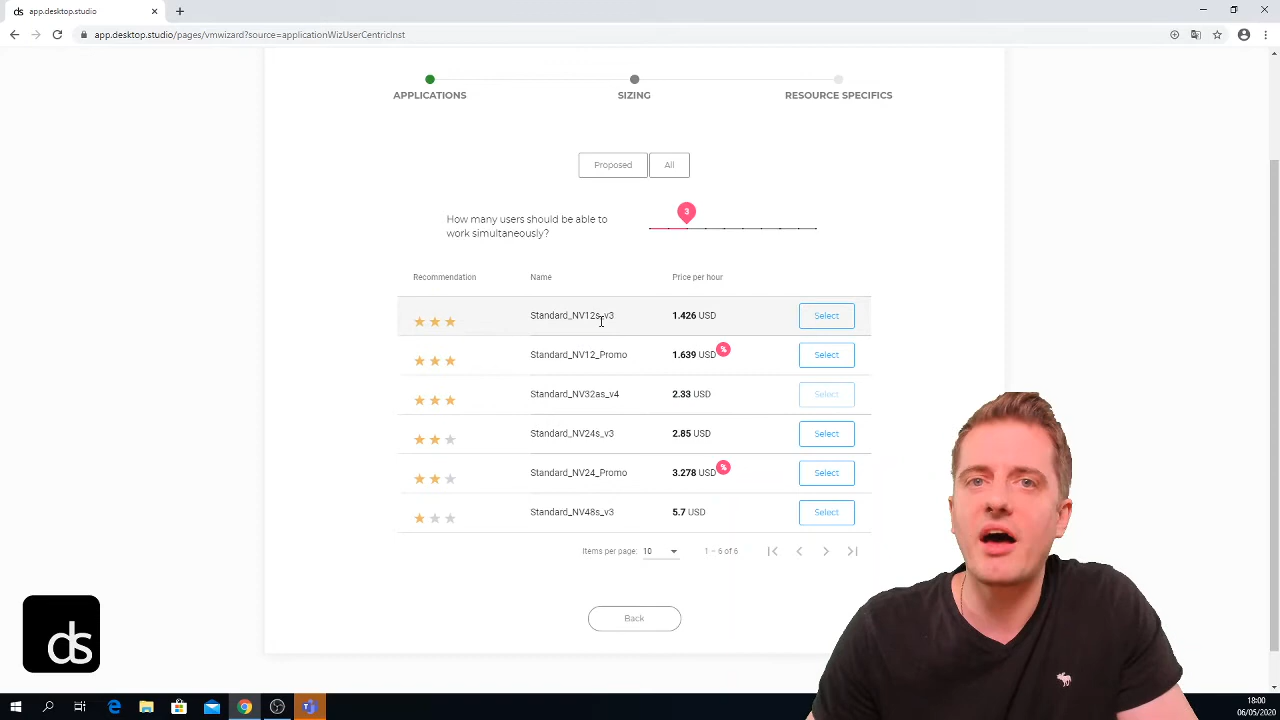 ds app.desktop.studio
app.desktop.studio/pages/vmwizard?source=applicationWizUserCentricInst
APPLICATIONS SIZING RESOURCE SPECIFICS
Proposed All
3
How many users should be able to
work simultaneously?
Recommendation Name Price per hour
Standard_NV12s_v3 1.426 USD Select
Standard_NV12_Promo 1.639 USD % Select
Standard_NV32as_v4 2.33 USD Select
Standard_NV24s_v3 2.85 USD Select
Standard_NV24_Promo 3.278 USD % Select
Standard_NV48s_v3 5.7 USD Select
Items per page: 10 1 – 6 of 6
Back
ds
18:00
06/05/2020